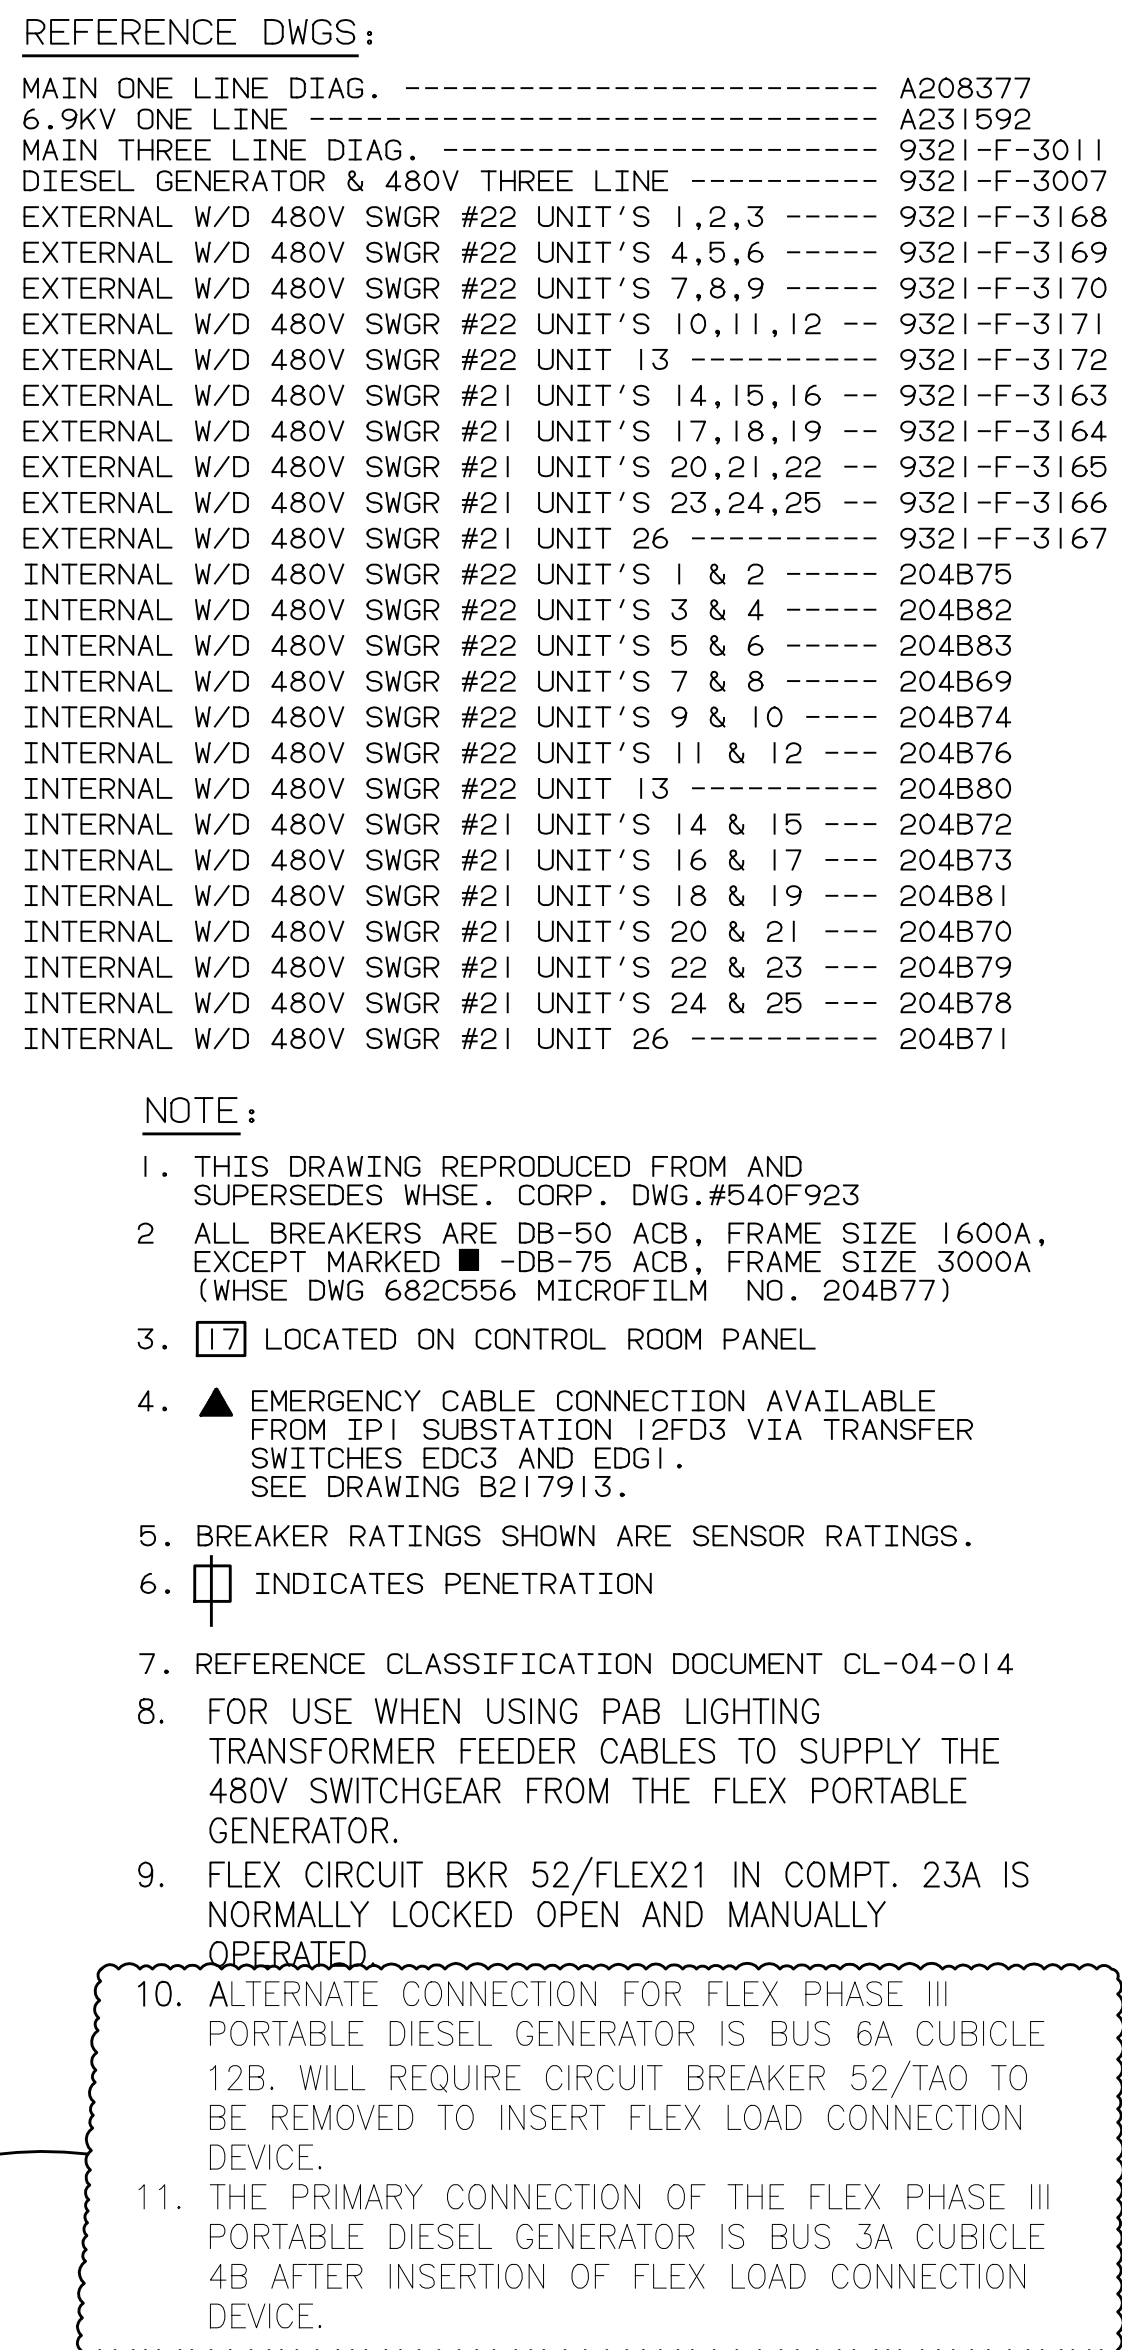 REFERENCE DWGS:
MAIN ONE LINE DIAG. ------------------------- A208377
6.9KV ONE LINE ------------------------------ A231592
MAIN THREE LINE DIAG. ----------------------- 9321-F-3011
DIESEL GENERATOR & 480V THREE LINE ---------- 9321-F-3007
EXTERNAL W/D 480V SWGR #22 UNIT'S 1,2,3 ----- 9321-F-3168
EXTERNAL W/D 480V SWGR #22 UNIT'S 4,5,6 ----- 9321-F-3169
EXTERNAL W/D 480V SWGR #22 UNIT'S 7,8,9 ----- 9321-F-3170
EXTERNAL W/D 480V SWGR #22 UNIT'S 10,11,12 -- 9321-F-3171
EXTERNAL W/D 480V SWGR #22 UNIT 13 ---------- 9321-F-3172
EXTERNAL W/D 480V SWGR #21 UNIT'S 14,15,16 -- 9321-F-3163
EXTERNAL W/D 480V SWGR #21 UNIT'S 17,18,19 -- 9321-F-3164
EXTERNAL W/D 480V SWGR #21 UNIT'S 20,21,22 -- 9321-F-3165
EXTERNAL W/D 480V SWGR #21 UNIT'S 23,24,25 -- 9321-F-3166
EXTERNAL W/D 480V SWGR #21 UNIT 26 ---------- 9321-F-3167
INTERNAL W/D 480V SWGR #22 UNIT'S 1 & 2 ----- 204B75
INTERNAL W/D 480V SWGR #22 UNIT'S 3 & 4 ----- 204B82
INTERNAL W/D 480V SWGR #22 UNIT'S 5 & 6 ----- 204B83
INTERNAL W/D 480V SWGR #22 UNIT'S 7 & 8 ----- 204B69
INTERNAL W/D 480V SWGR #22 UNIT'S 9 & 10 ---- 204B74
INTERNAL W/D 480V SWGR #22 UNIT'S 11 & 12 --- 204B76
INTERNAL W/D 480V SWGR #22 UNIT 13 ---------- 204B80
INTERNAL W/D 480V SWGR #21 UNIT'S 14 & 15 --- 204B72
INTERNAL W/D 480V SWGR #21 UNIT'S 16 & 17 --- 204B73
INTERNAL W/D 480V SWGR #21 UNIT'S 18 & 19 --- 204B81
INTERNAL W/D 480V SWGR #21 UNIT'S 20 & 21 --- 204B70
INTERNAL W/D 480V SWGR #21 UNIT'S 22 & 23 --- 204B79
INTERNAL W/D 480V SWGR #21 UNIT'S 24 & 25 --- 204B78
INTERNAL W/D 480V SWGR #21 UNIT 26 ---------- 204B71
NOTE:
1. THIS DRAWING REPRODUCED FROM AND
SUPERSEDES WHSE. CORP. DWG.#540F923
2 ALL BREAKERS ARE DB-50 ACB, FRAME SIZE 1600A,
EXCEPT MARKED ■ -DB-75 ACB, FRAME SIZE 3000A
(WHSE DWG 682C556 MICROFILM NO. 204B77)
3. 17 LOCATED ON CONTROL ROOM PANEL
4. ▲ EMERGENCY CABLE CONNECTION AVAILABLE
FROM IP1 SUBSTATION 12FD3 VIA TRANSFER
SWITCHES EDC3 AND EDG1.
SEE DRAWING B217913.
5. BREAKER RATINGS SHOWN ARE SENSOR RATINGS.
6. INDICATES PENETRATION
7. REFERENCE CLASSIFICATION DOCUMENT CL-04-014
8. FOR USE WHEN USING PAB LIGHTING
TRANSFORMER FEEDER CABLES TO SUPPLY THE
480V SWITCHGEAR FROM THE FLEX PORTABLE
GENERATOR.
9. FLEX CIRCUIT BKR 52/FLEX21 IN COMPT. 23A IS
NORMALLY LOCKED OPEN AND MANUALLY
OPERATED.
10. ALTERNATE CONNECTION FOR FLEX PHASE III
PORTABLE DIESEL GENERATOR IS BUS 6A CUBICLE
12B. WILL REQUIRE CIRCUIT BREAKER 52/TAO TO
BE REMOVED TO INSERT FLEX LOAD CONNECTION
DEVICE.
11. THE PRIMARY CONNECTION OF THE FLEX PHASE III
PORTABLE DIESEL GENERATOR IS BUS 3A CUBICLE
4B AFTER INSERTION OF FLEX LOAD CONNECTION
DEVICE.